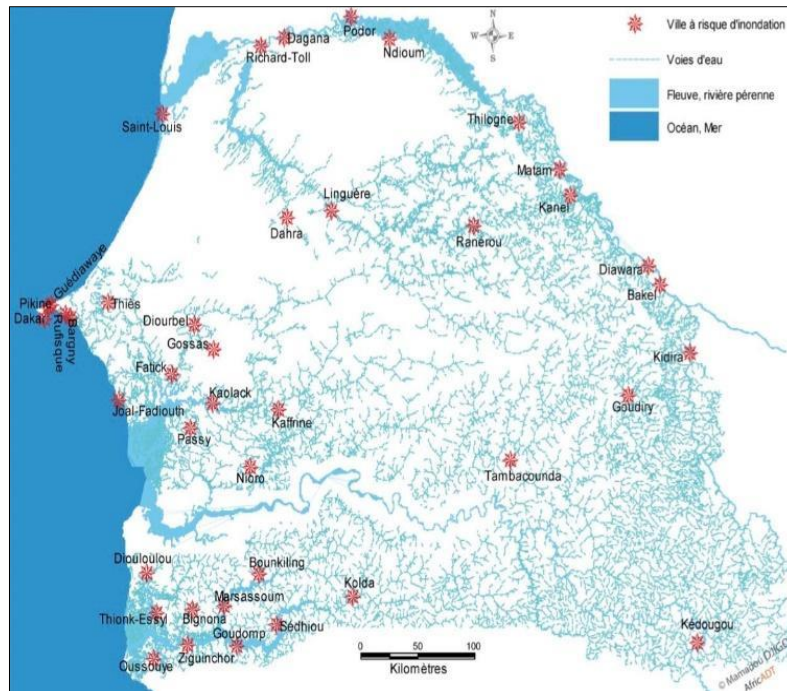 N
W E
S
Ville à risque d'inondation
Voies d'eau
Fleuve, rivière pérenne
Océan, Mer
Podor
Dagana
Richard-Toll
Ndioum
Saint-Louis
Thilogne
Matam
Kanel
Linguère
Dahra
Ranérou
Diawara
Bakel
Guédiawaye
Pikine
Dakar
Rufisque
Bargny
Thiès
Diourbel
Gossas
Kidira
Fatick
Kaolack
Goudiry
Joal-Fadiouth
Kaffrine
Passy
Nioro
Tambacounda
Diouloulou
Bounkiling
Kolda
Marsassoum
Thionk-Essyl
Bignona
Sédhiou
Goudomp
Ziguinchor
Oussouye
Kédougou
0 50 100
Kilomètres
AfricADT